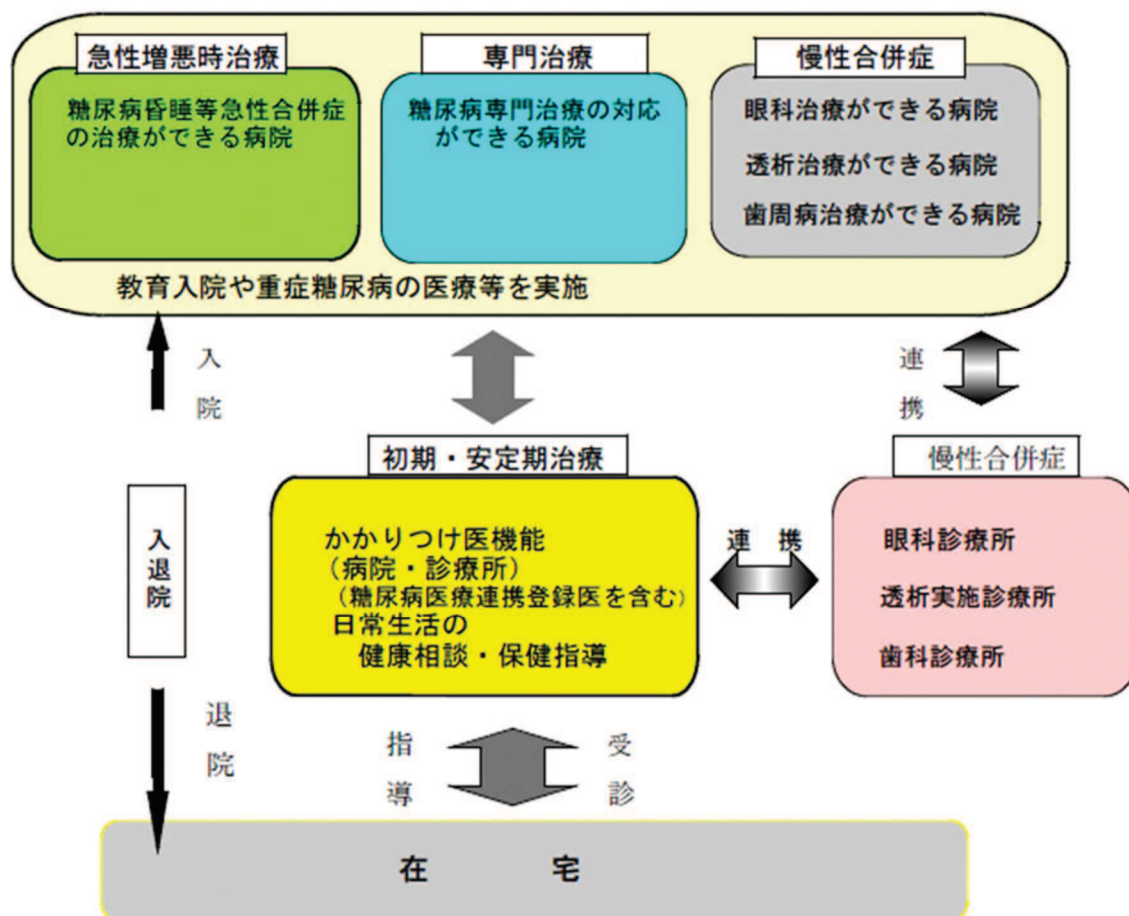 急性増悪時治療
糖尿病昏睡等急性合併症
の治療ができる病院
専門治療
糖尿病専門治療の対応
ができる病院
慢性合併症
眼科治療ができる病院
透析治療ができる病院
歯周病治療ができる病院
教育入院や重症糖尿病の医療等を実施
入院
連携
初期・安定期治療
かかりつけ医機能
(病院・診療所)
(糖尿病医療連携登録医を含む)
日常生活の
健康相談・保健指導
連 携
慢性合併症
眼科診療所
透析実施診療所
歯科診療所
入退院
退院
指導
受診
在 宅